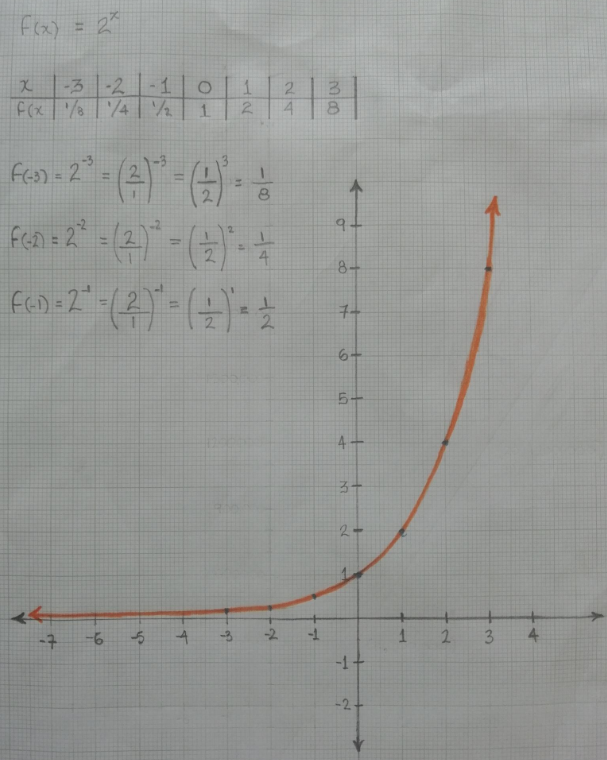 f(x) = 2^x
x | -3 | -2 | -1 | 0 | 1 | 2 | 3
f(x | 1/8 | 1/4 | 1/2 | 1 | 2 | 4 | 8
f(-3) = 2^-3 = (2/1)^-3 = (1/2)^3 = 1/8
f(-2) = 2^-2 = (2/1)^-2 = (1/2)^2 = 1/4
f(-1) = 2^-1 = (2/1)^-1 = (1/2)^1 = 1/2
9
8
7
6
5
4
3
2
1
-7 -6 -5 -4 -3 -2 -1 1 2 3 4
-1
-2